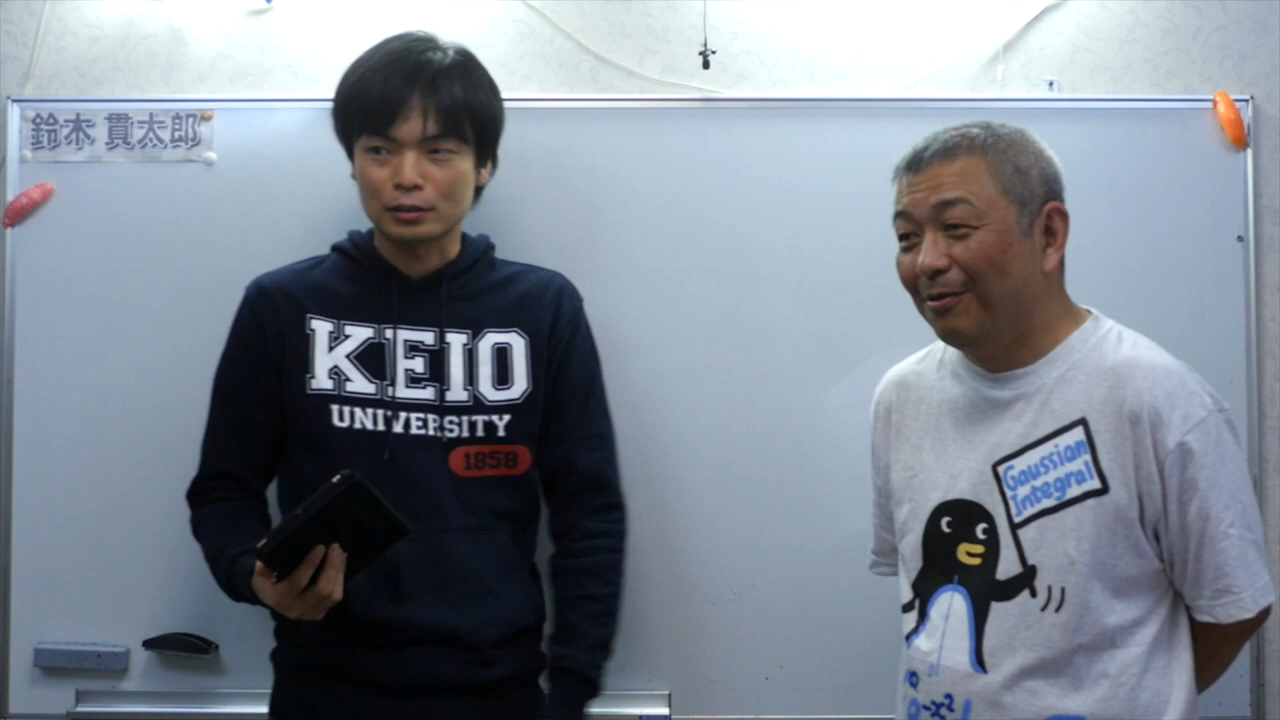 鈴木 貫太郎
KEIO
UNIVERSITY
1858
Gaussian
Integral